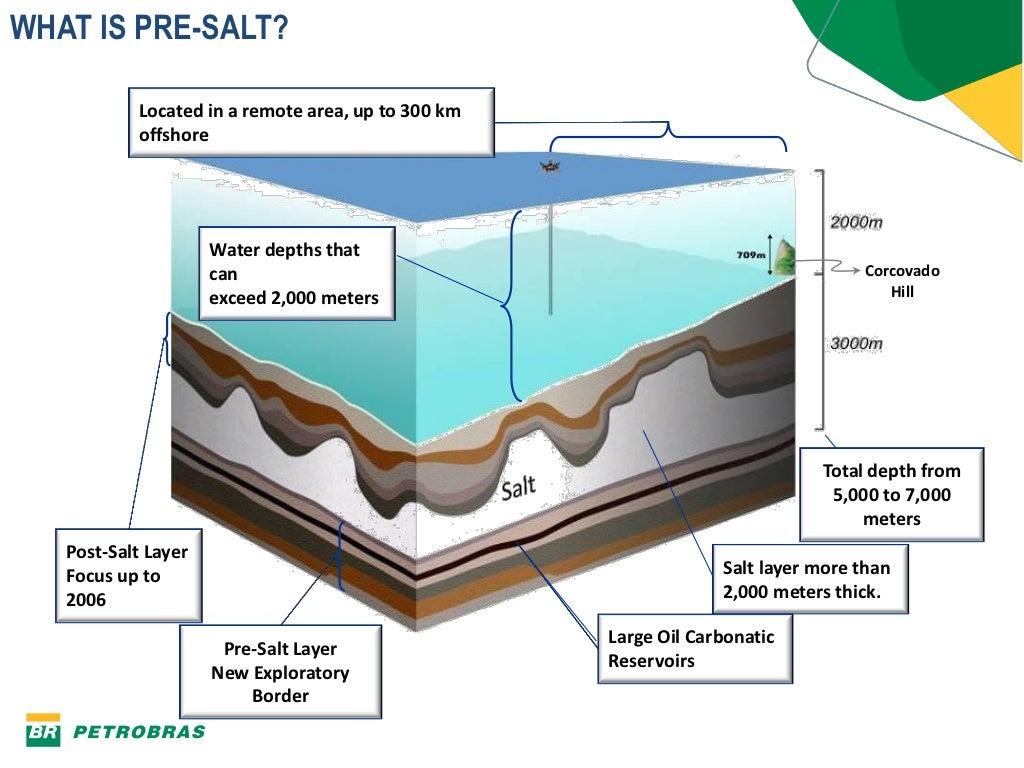 WHAT IS PRE-SALT?
Located in a remote area, up to 300 km
offshore
2000m
Water depths that
can
exceed 2,000 meters
709m
Corcovado
Hill
3000m
Salt
Total depth from
5,000 to 7,000
meters
Post-Salt Layer
Focus up to
2006
Salt layer more than
2,000 meters thick.
Large Oil Carbonatic
Reservoirs
Pre-Salt Layer
New Exploratory
Border
BR PETROBRAS